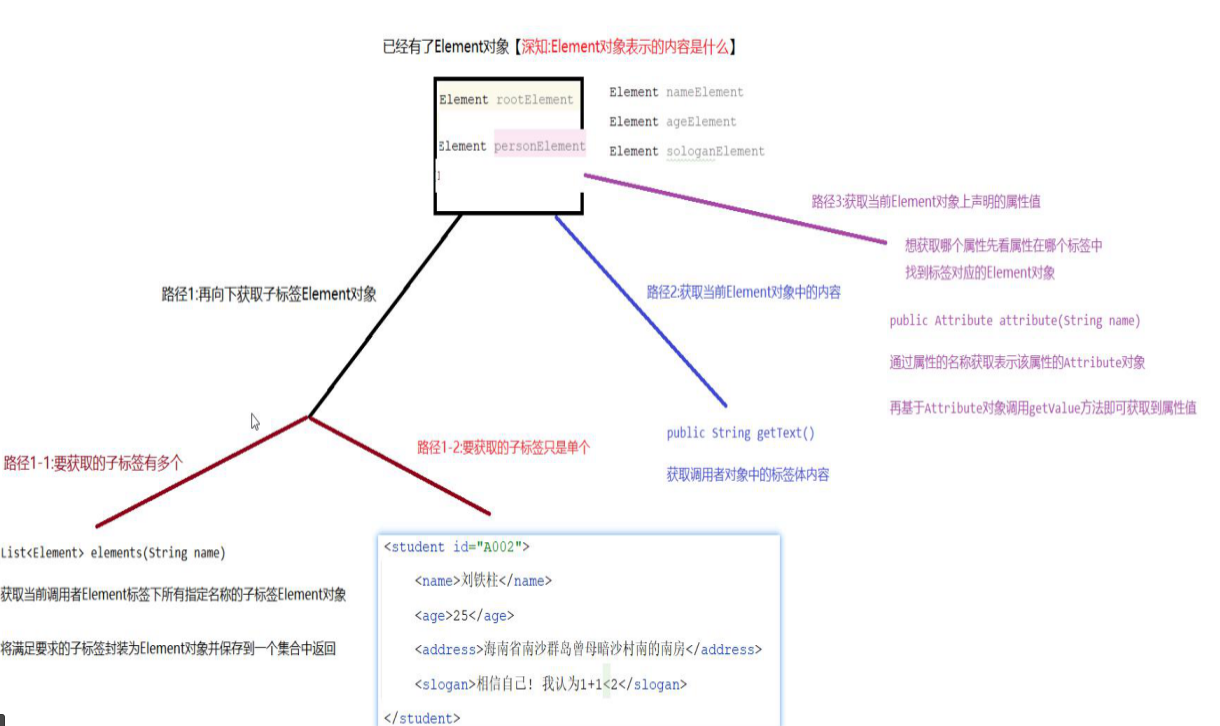 已经有了Element对象【深知:Element对象表示的内容是什么】
Element rootElement
Element personElement
Element nameElement
Element ageElement
Element sologanElement
路径3:获取当前Element对象上声明的属性值
想获取哪个属性先看属性在哪个标签中
找到标签对应的Element对象
public Attribute attribute(String name)
通过属性的名称获取表示该属性的Attribute对象
再基于Attribute对象调用getValue方法即可获取到属性值
路径1:再向下获取子标签Element对象
路径2:获取当前Element对象中的内容
public String getText()
获取调用者对象中的标签体内容
路径1-1:要获取的子标签有多个
路径1-2:要获取的子标签只是单个
List<Element> elements(String name)
获取当前调用者Element标签下所有指定名称的子标签Element对象
将满足要求的子标签封装为Element对象并保存到一个集合中返回
<student id="A002">
<name>刘铁柱</name>
<age>25</age>
<address>海南省南沙群岛曾母暗沙村南的南房</address>
<slogan>相信自己! 我认为1+1<2</slogan>
</student>